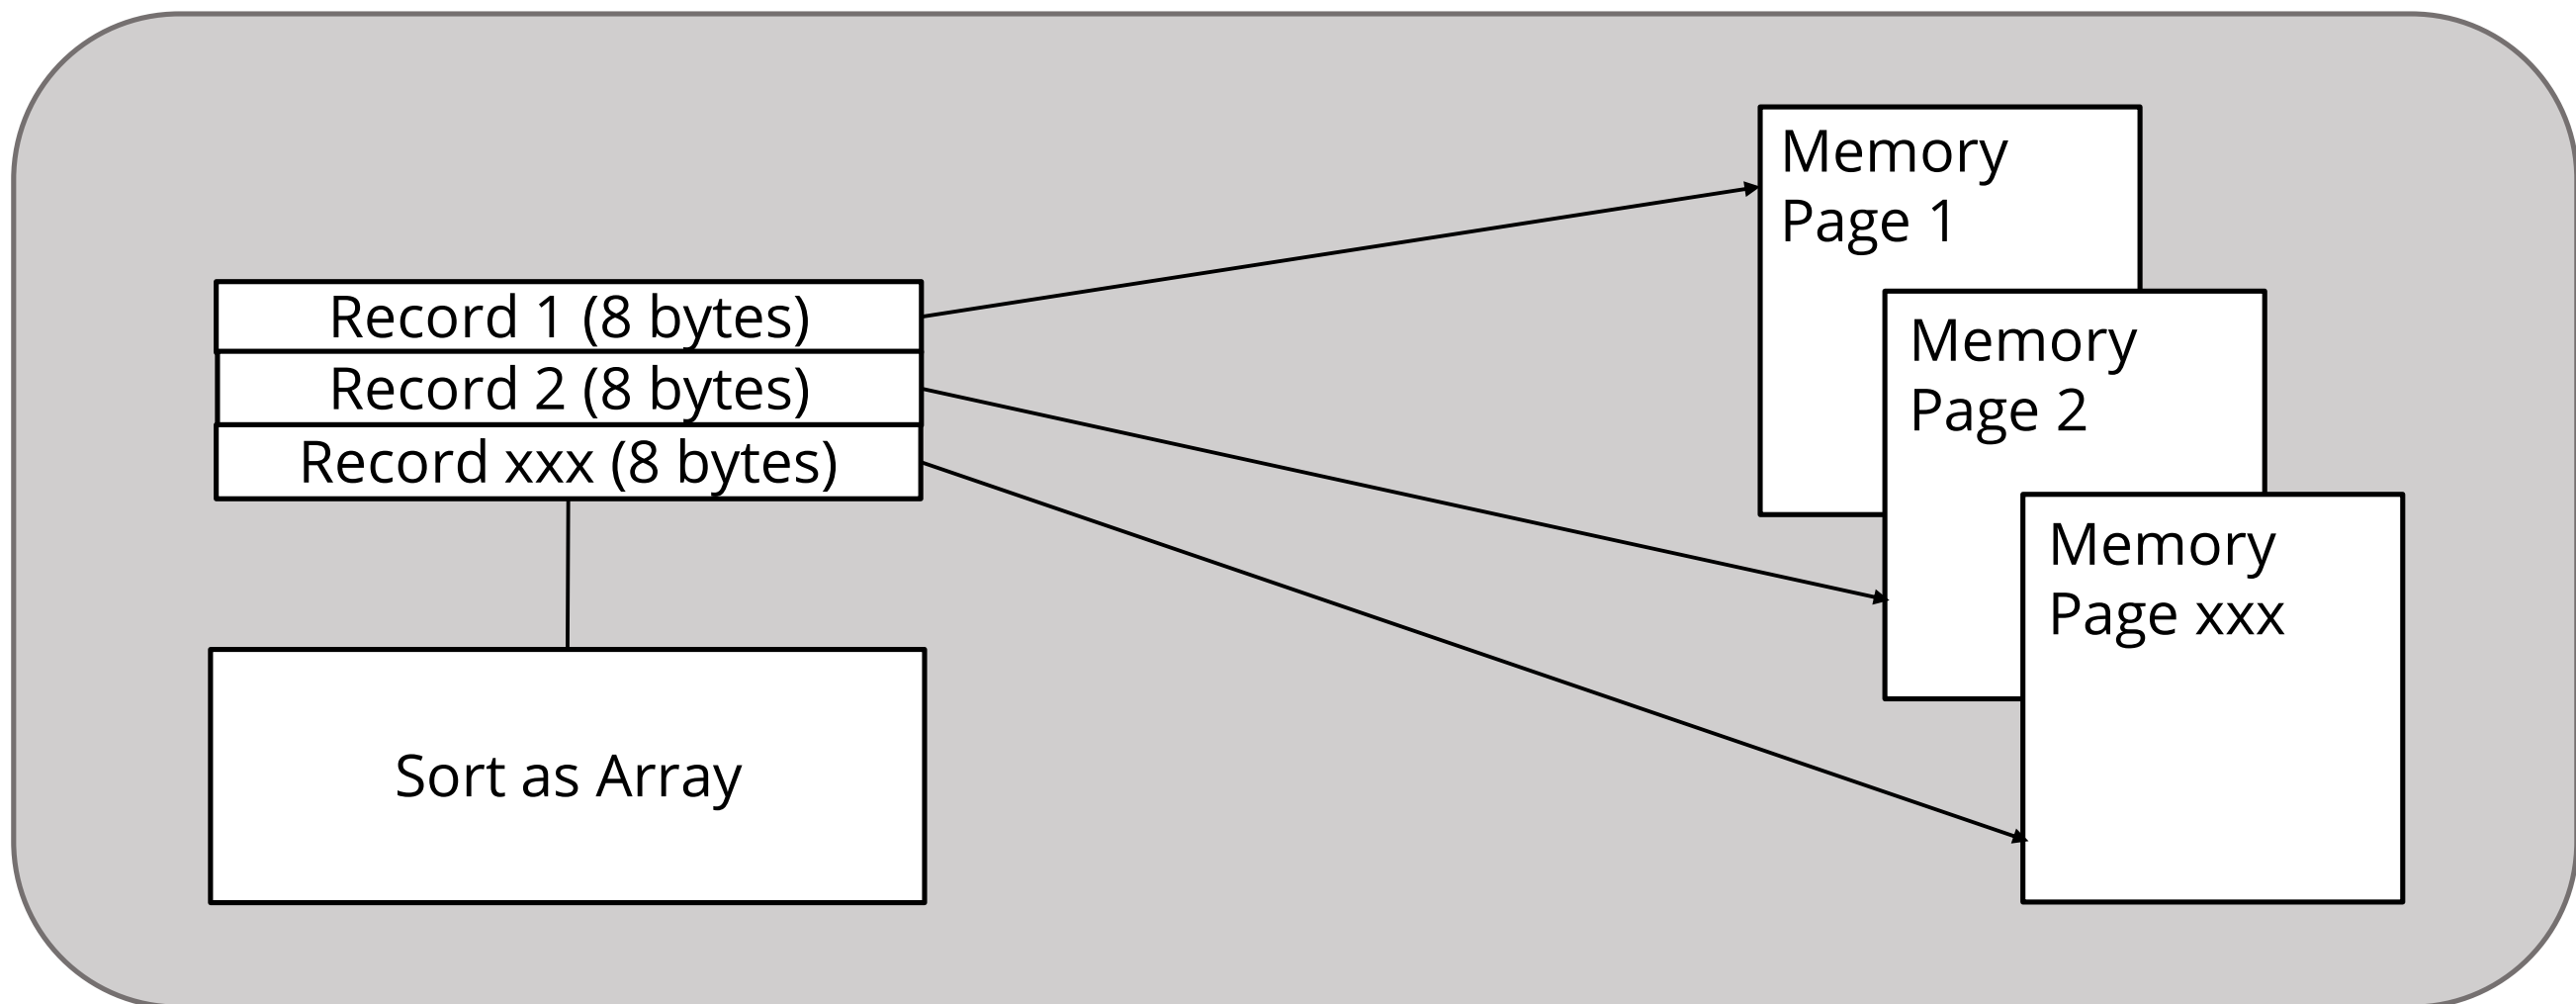 Record 1 (8 bytes)
Record 2 (8 bytes)
Record xxx (8 bytes)
Sort as Array
Memory
Page 1
Memory
Page 2
Memory
Page xxx